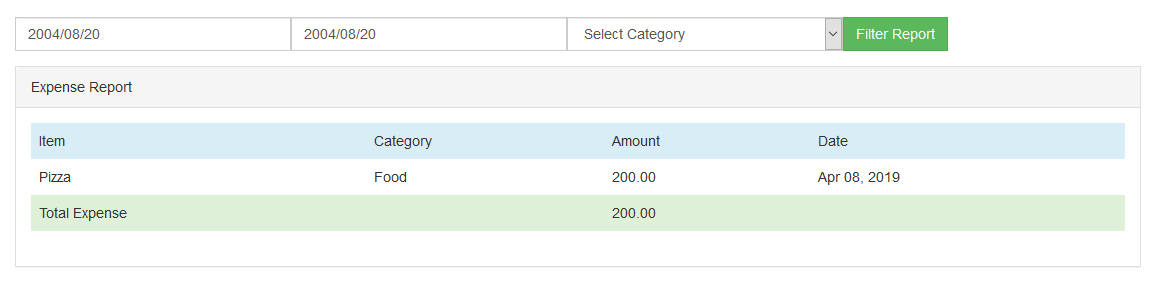 2004/08/20 2004/08/20 Select Category Filter Report
Expense Report
Item Category Amount Date
Pizza Food 200.00 Apr 08, 2019
Total Expense 200.00